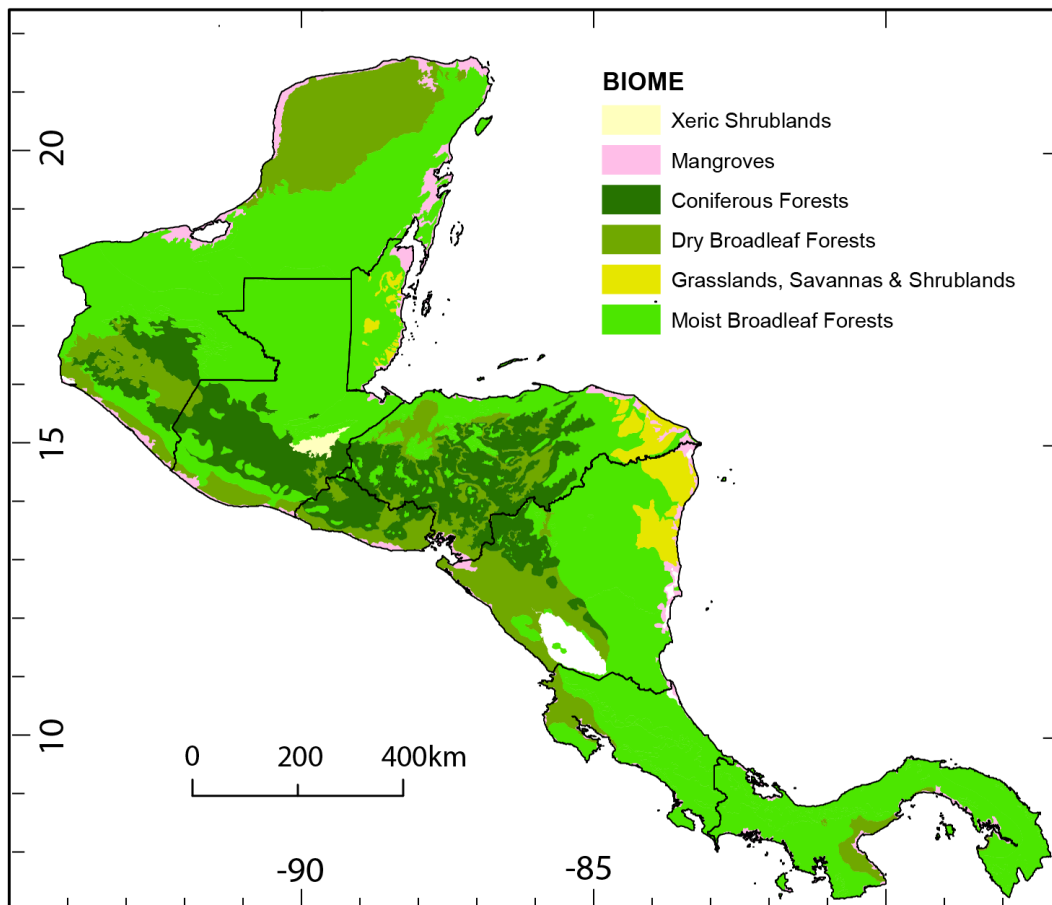 BIOME
Xeric Shrublands
Mangroves
Coniferous Forests
Dry Broadleaf Forests
Grasslands, Savannas & Shrublands
Moist Broadleaf Forests
20
15
10
0 200 400km
-90 -85